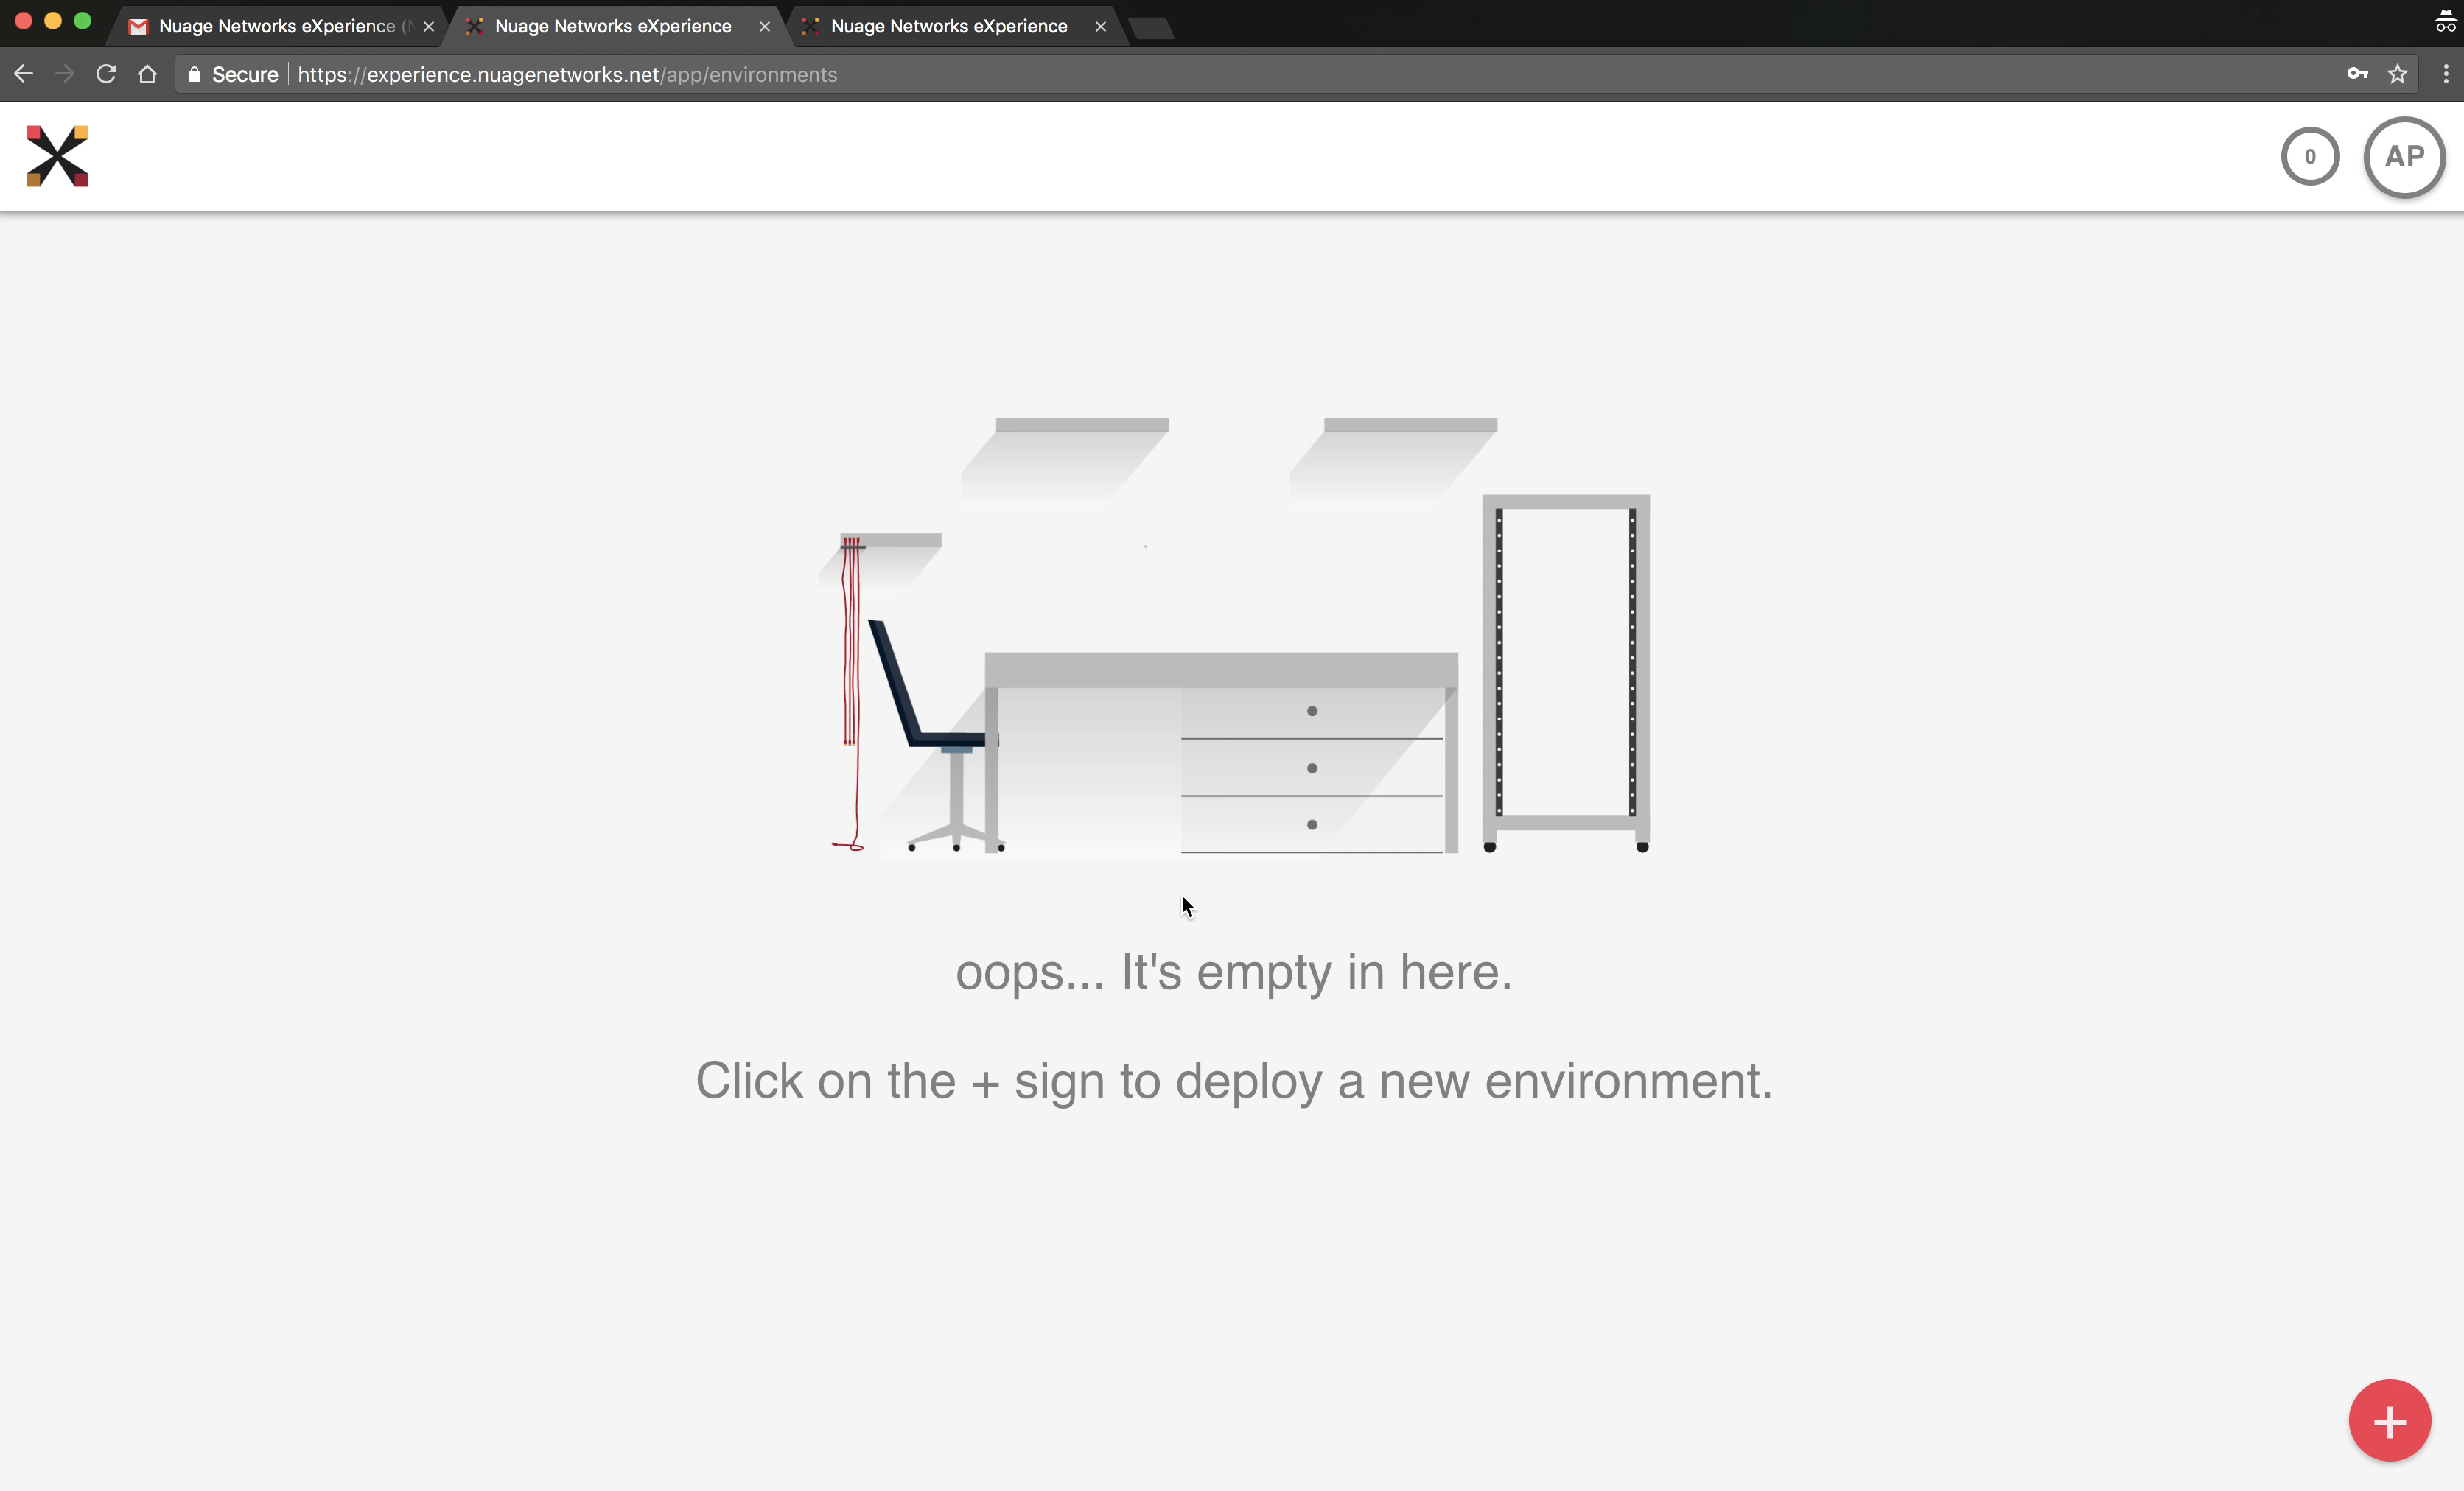 Nuage Networks eXperience (
Nuage Networks eXperience
Nuage Networks eXperience
Secure
https://experience.nuagenetworks.net/app/environments
0
AP
oops... It's empty in here.
Click on the + sign to deploy a new environment.
+